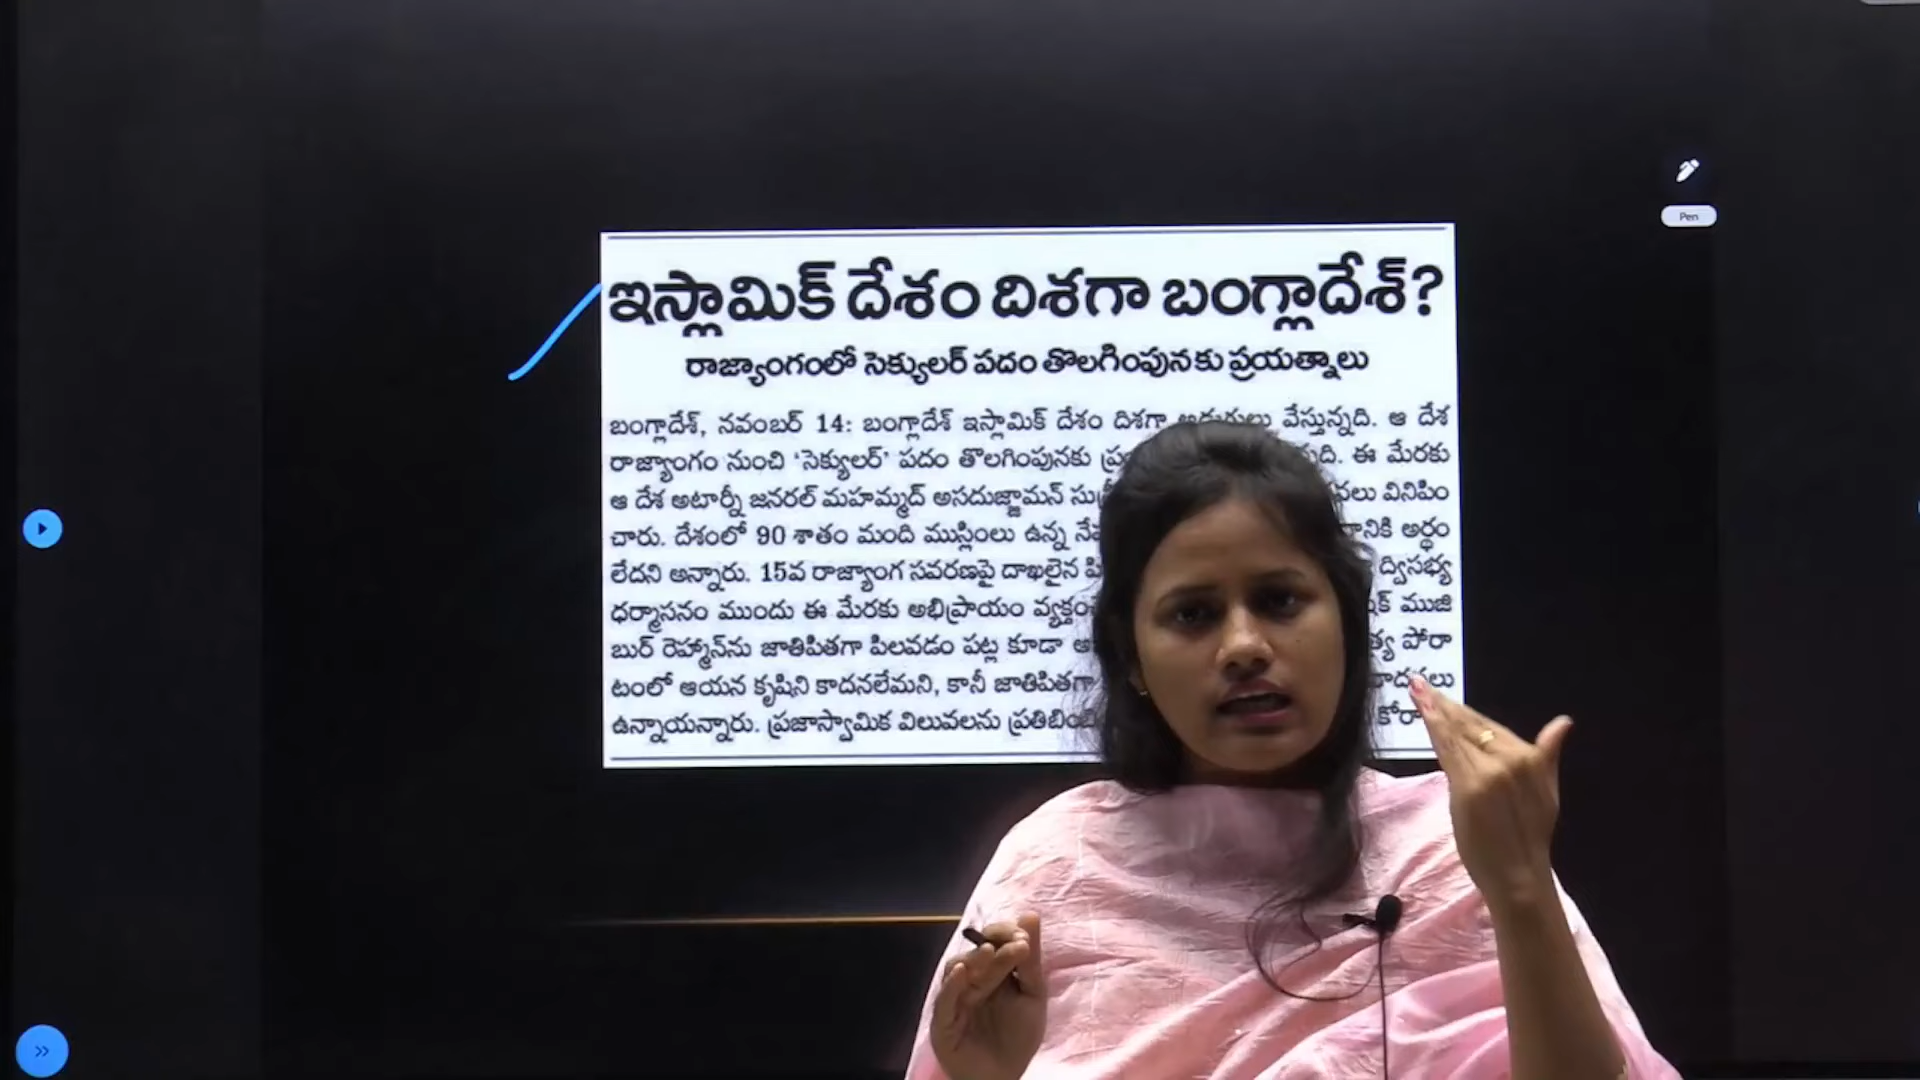 Pen
ఇస్లామిక్ దేశం దిశగా బంగ్లాదేశ్?
రాజ్యాంగంలో సెక్యులర్ పదం తొలగింపునకు ప్రయత్నాలు
బంగ్లాదేశ్, నవంబర్ 14: బంగ్లాదేశ్ ఇస్లామిక్ దేశం దిశగా అడుగులు వేస్తున్నది. ఆ దేశ
రాజ్యాంగం నుంచి 'సెక్యులర్' పదం తొలగింపునకు ఈ మేరకు
ఆ దేశ అటార్నీ జనరల్ మహమ్మద్ అసదుజ్జామన్ వినిపిం
చారు. దేశంలో 90 శాతం మంది ముస్లింలు ఉన్న అర్థం
లేదని అన్నారు. 15వ రాజ్యాంగ సవరణపై దాఖలైన ద్విసభ్య
ధర్మాసనం ముందు ఈ మేరకు అభిప్రాయం ముజి
బుర్ రెహ్మాన్‌ను జాతిపితగా పిలవడం పట్ల కూడా పోరా
టంలో ఆయన కృషిని కాదనలేమని, కానీ జాతిపితగా
ఉన్నాయన్నారు. ప్రజాస్వామిక విలువలను